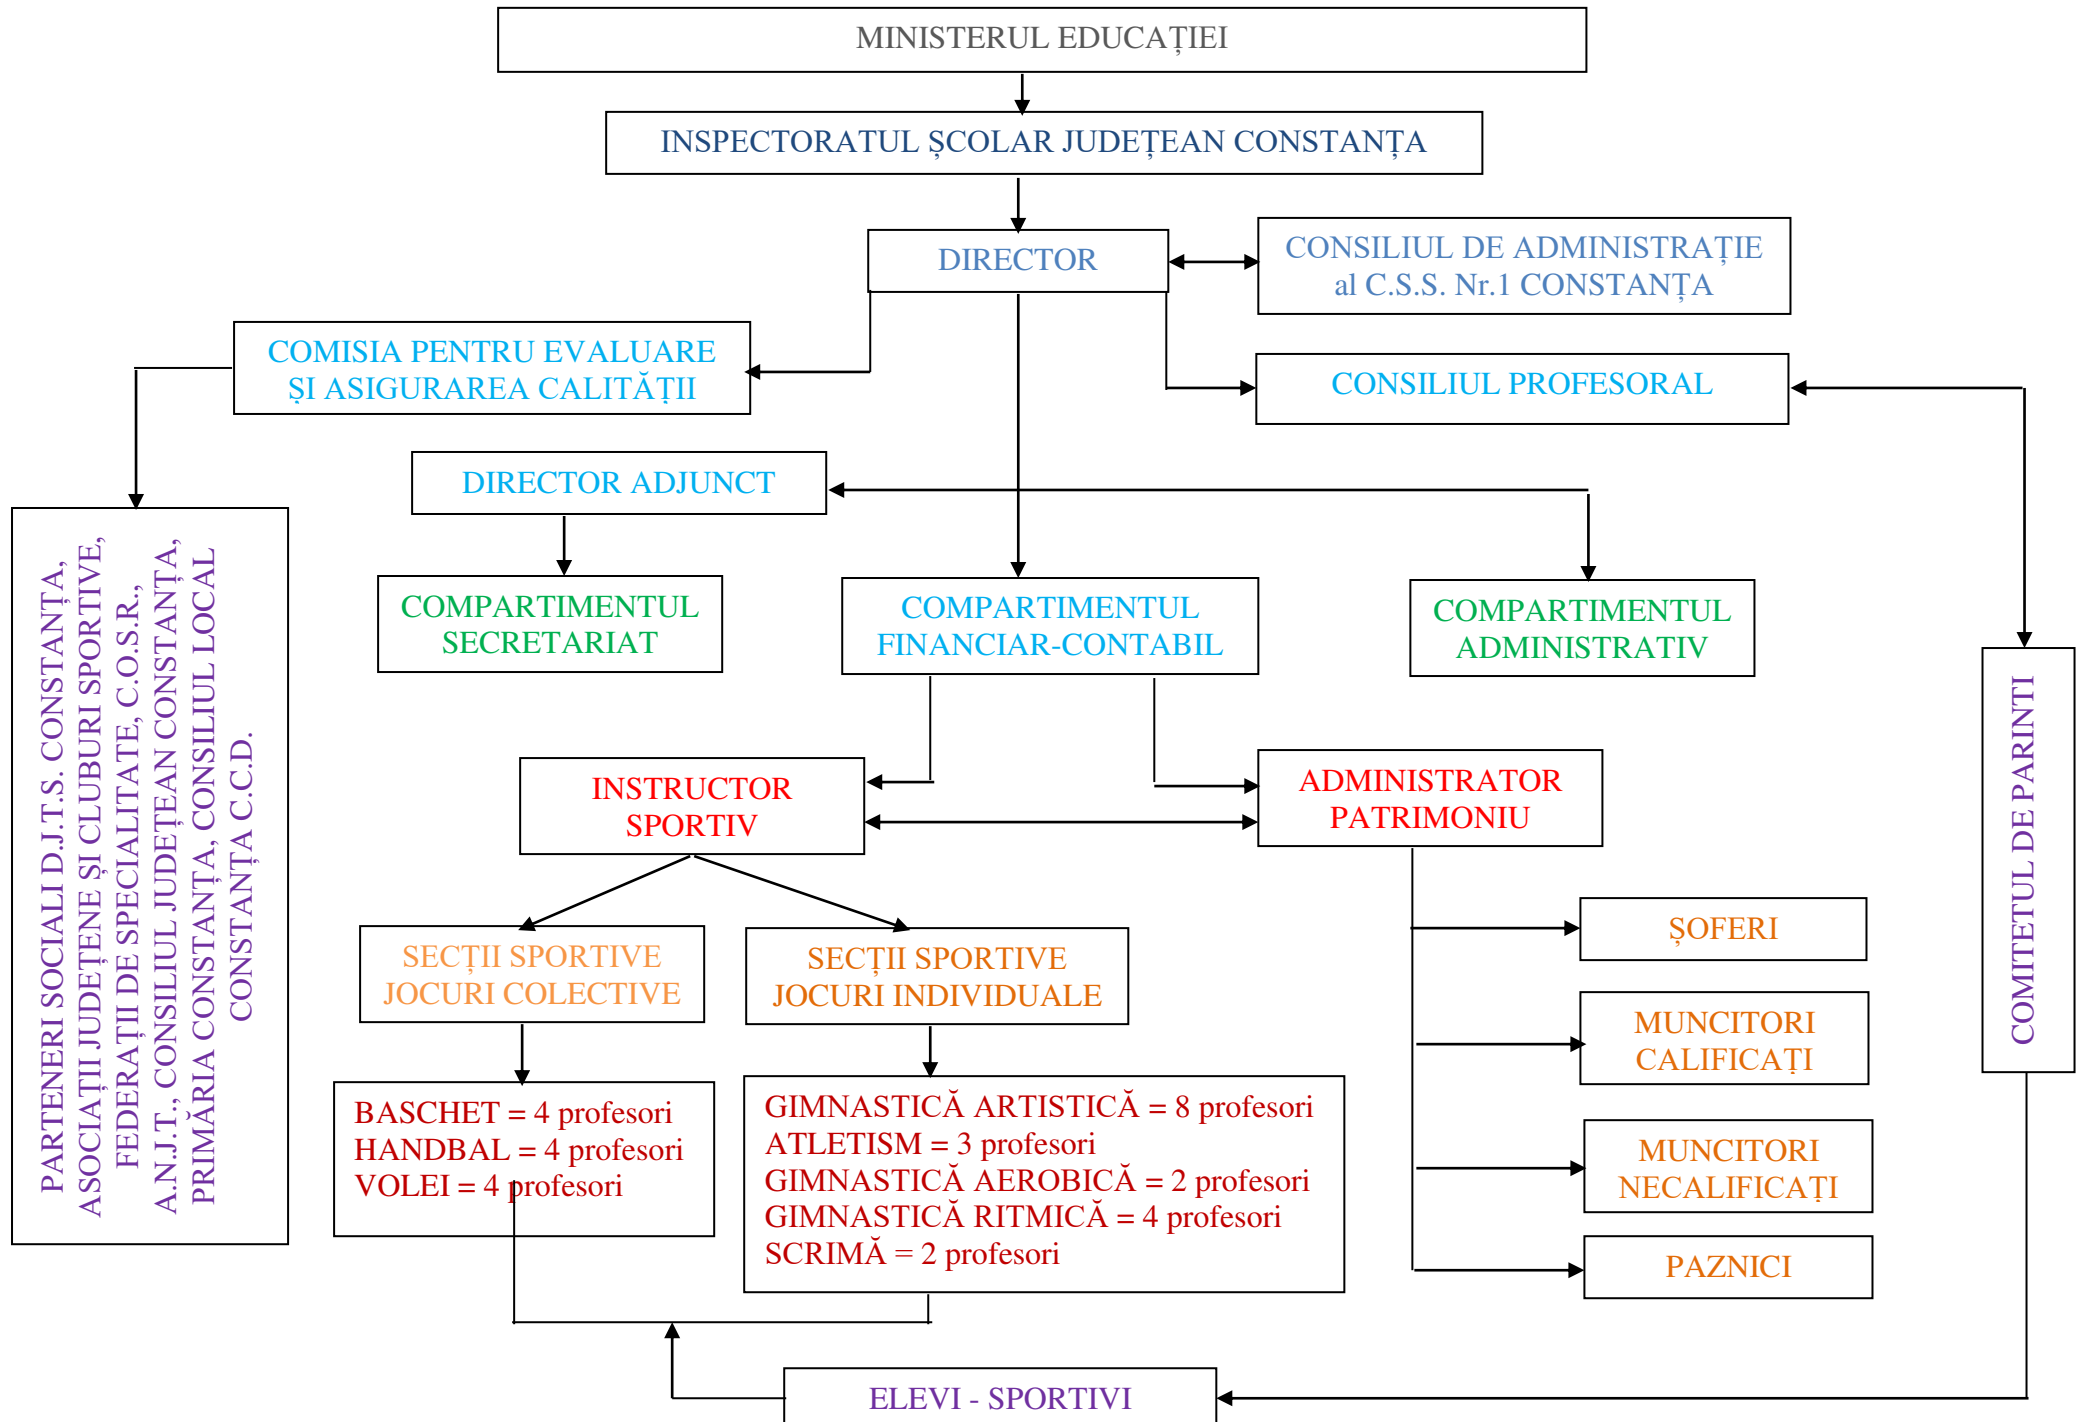 MINISTERUL EDUCAȚIEI
INSPECTORATUL ȘCOLAR JUDEȚEAN CONSTANȚA
DIRECTOR
CONSILIUL DE ADMINISTRAȚIE
al C.S.S. Nr.1 CONSTANȚA
COMISIA PENTRU EVALUARE
ȘI ASIGURAREA CALITĂȚII
CONSILIUL PROFESORAL
DIRECTOR ADJUNCT
PARTENERI SOCIALI D.J.T.S. CONSTANȚA,
ASOCIAȚII JUDEȚENE ȘI CLUBURI SPORTIVE,
FEDERAȚII DE SPECIALITATE, C.O.S.R.,
A.N.J.T., CONSILIUL JUDEȚEAN CONSTANȚA,
PRIMĂRIA CONSTANȚA, CONSILIUL LOCAL
CONSTANȚA C.C.D.
COMPARTIMENTUL
SECRETARIAT
COMPARTIMENTUL
FINANCIAR-CONTABIL
COMPARTIMENTUL
ADMINISTRATIV
COMITETUL DE PARINTI
INSTRUCTOR
SPORTIV
ADMINISTRATOR
PATRIMONIU
SECȚII SPORTIVE
JOCURI COLECTIVE
SECȚII SPORTIVE
JOCURI INDIVIDUALE
ȘOFERI
MUNCITORI
CALIFICAȚI
MUNCITORI
NECALIFICAȚI
PAZNICI
BASCHET = 4 profesori
HANDBAL = 4 profesori
VOLEI = 4 profesori
GIMNASTICĂ ARTISTICĂ = 8 profesori
ATLETISM = 3 profesori
GIMNASTICĂ AEROBICĂ = 2 profesori
GIMNASTICĂ RITMICĂ = 4 profesori
SCRIMĂ = 2 profesori
ELEVI - SPORTIVI